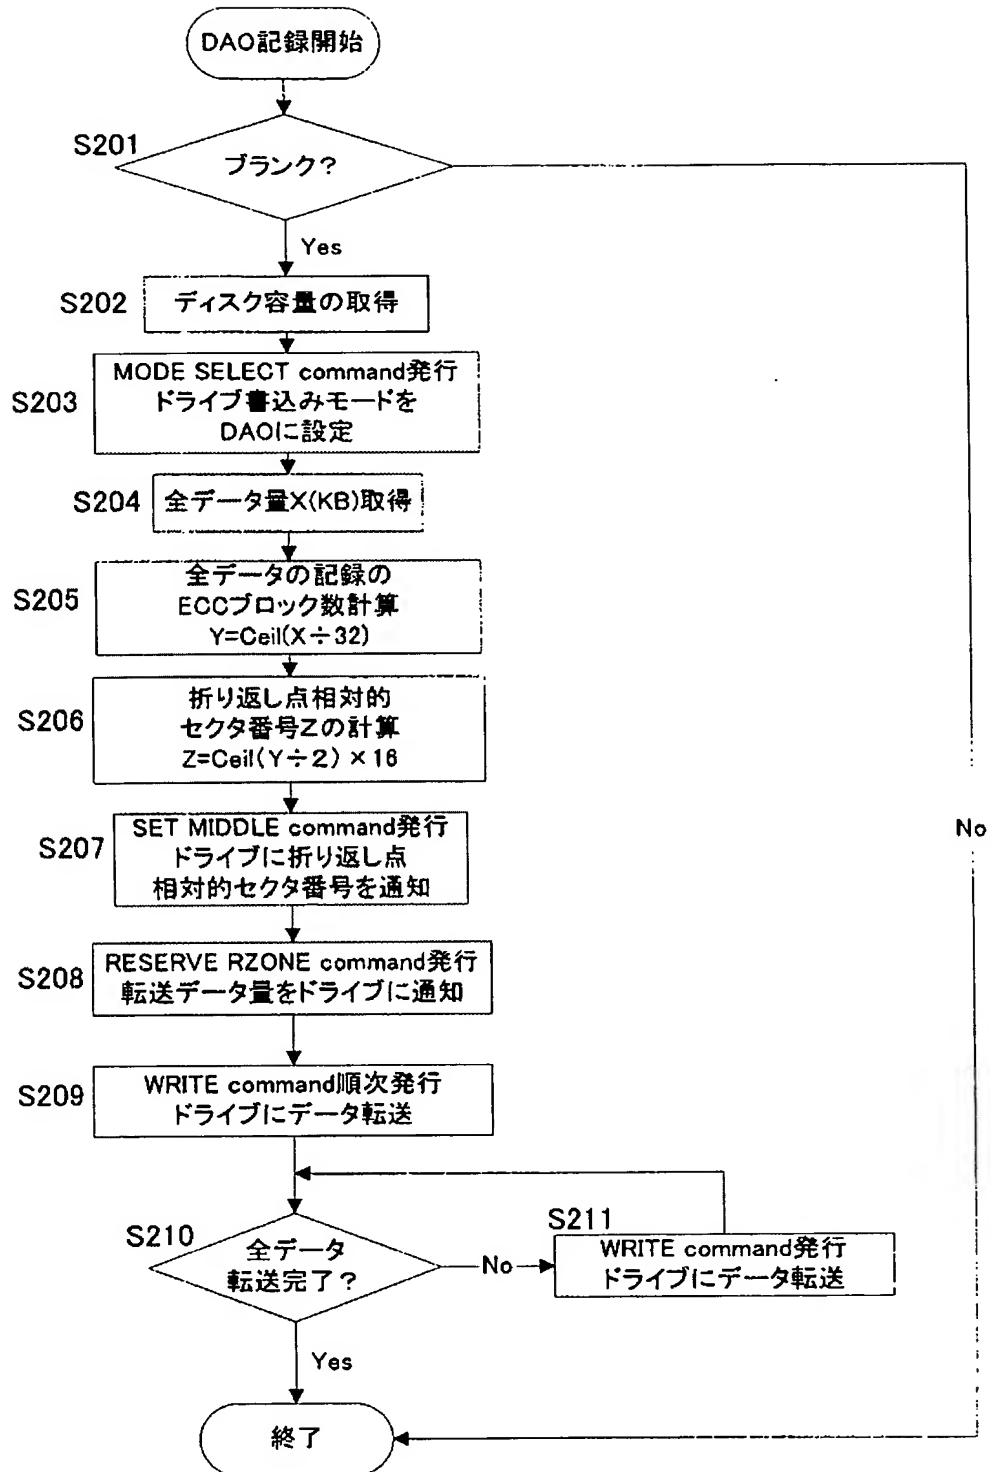 DAO記録開始
S201
ブランク?
Yes
S202
ディスク容量の取得
S203
MODE SELECT command発行
ドライブ書込みモードを
DAOに設定
S204
全データ量X(KB)取得
S205
全データの記録の
ECCブロック数計算
Y=Ceil(X÷32)
S206
折り返し点相対的
セクタ番号Zの計算
Z=Ceil(Y÷2)×16
S207
SET MIDDLE command発行
ドライブに折り返し点
相対的セクタ番号を通知
No
S208
RESERVE RZONE command発行
転送データ量をドライブに通知
S209
WRITE command順次発行
ドライブにデータ転送
S210
全データ
転送完了?
No
S211
WRITE command発行
ドライブにデータ転送
Yes
終了